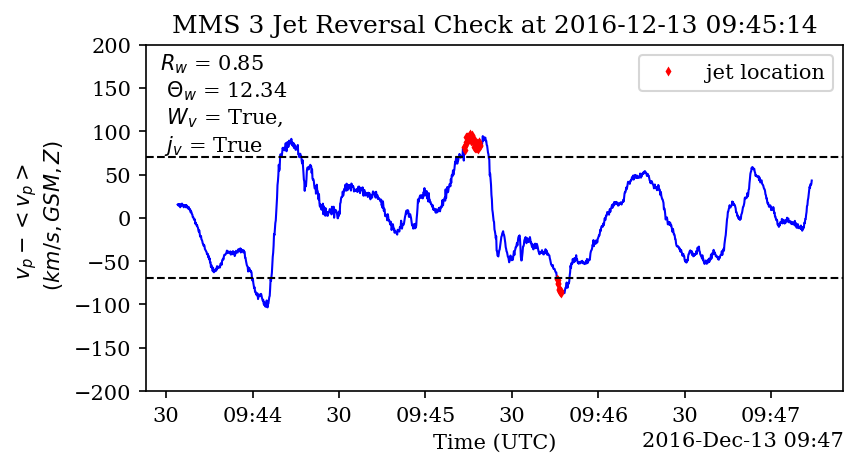 MMS 3 Jet Reversal Check at 2016-12-13 09:45:14
R_w = 0.85
Θ_w = 12.34
W_v = True,
j_v = True
jet location
v_p − < v_p >
(km/s, GSM, Z)
200
150
100
50
0
−50
−100
−150
−200
30 09:44 30 09:45 30 09:46 30 09:47
Time (UTC)
2016-Dec-13 09:47